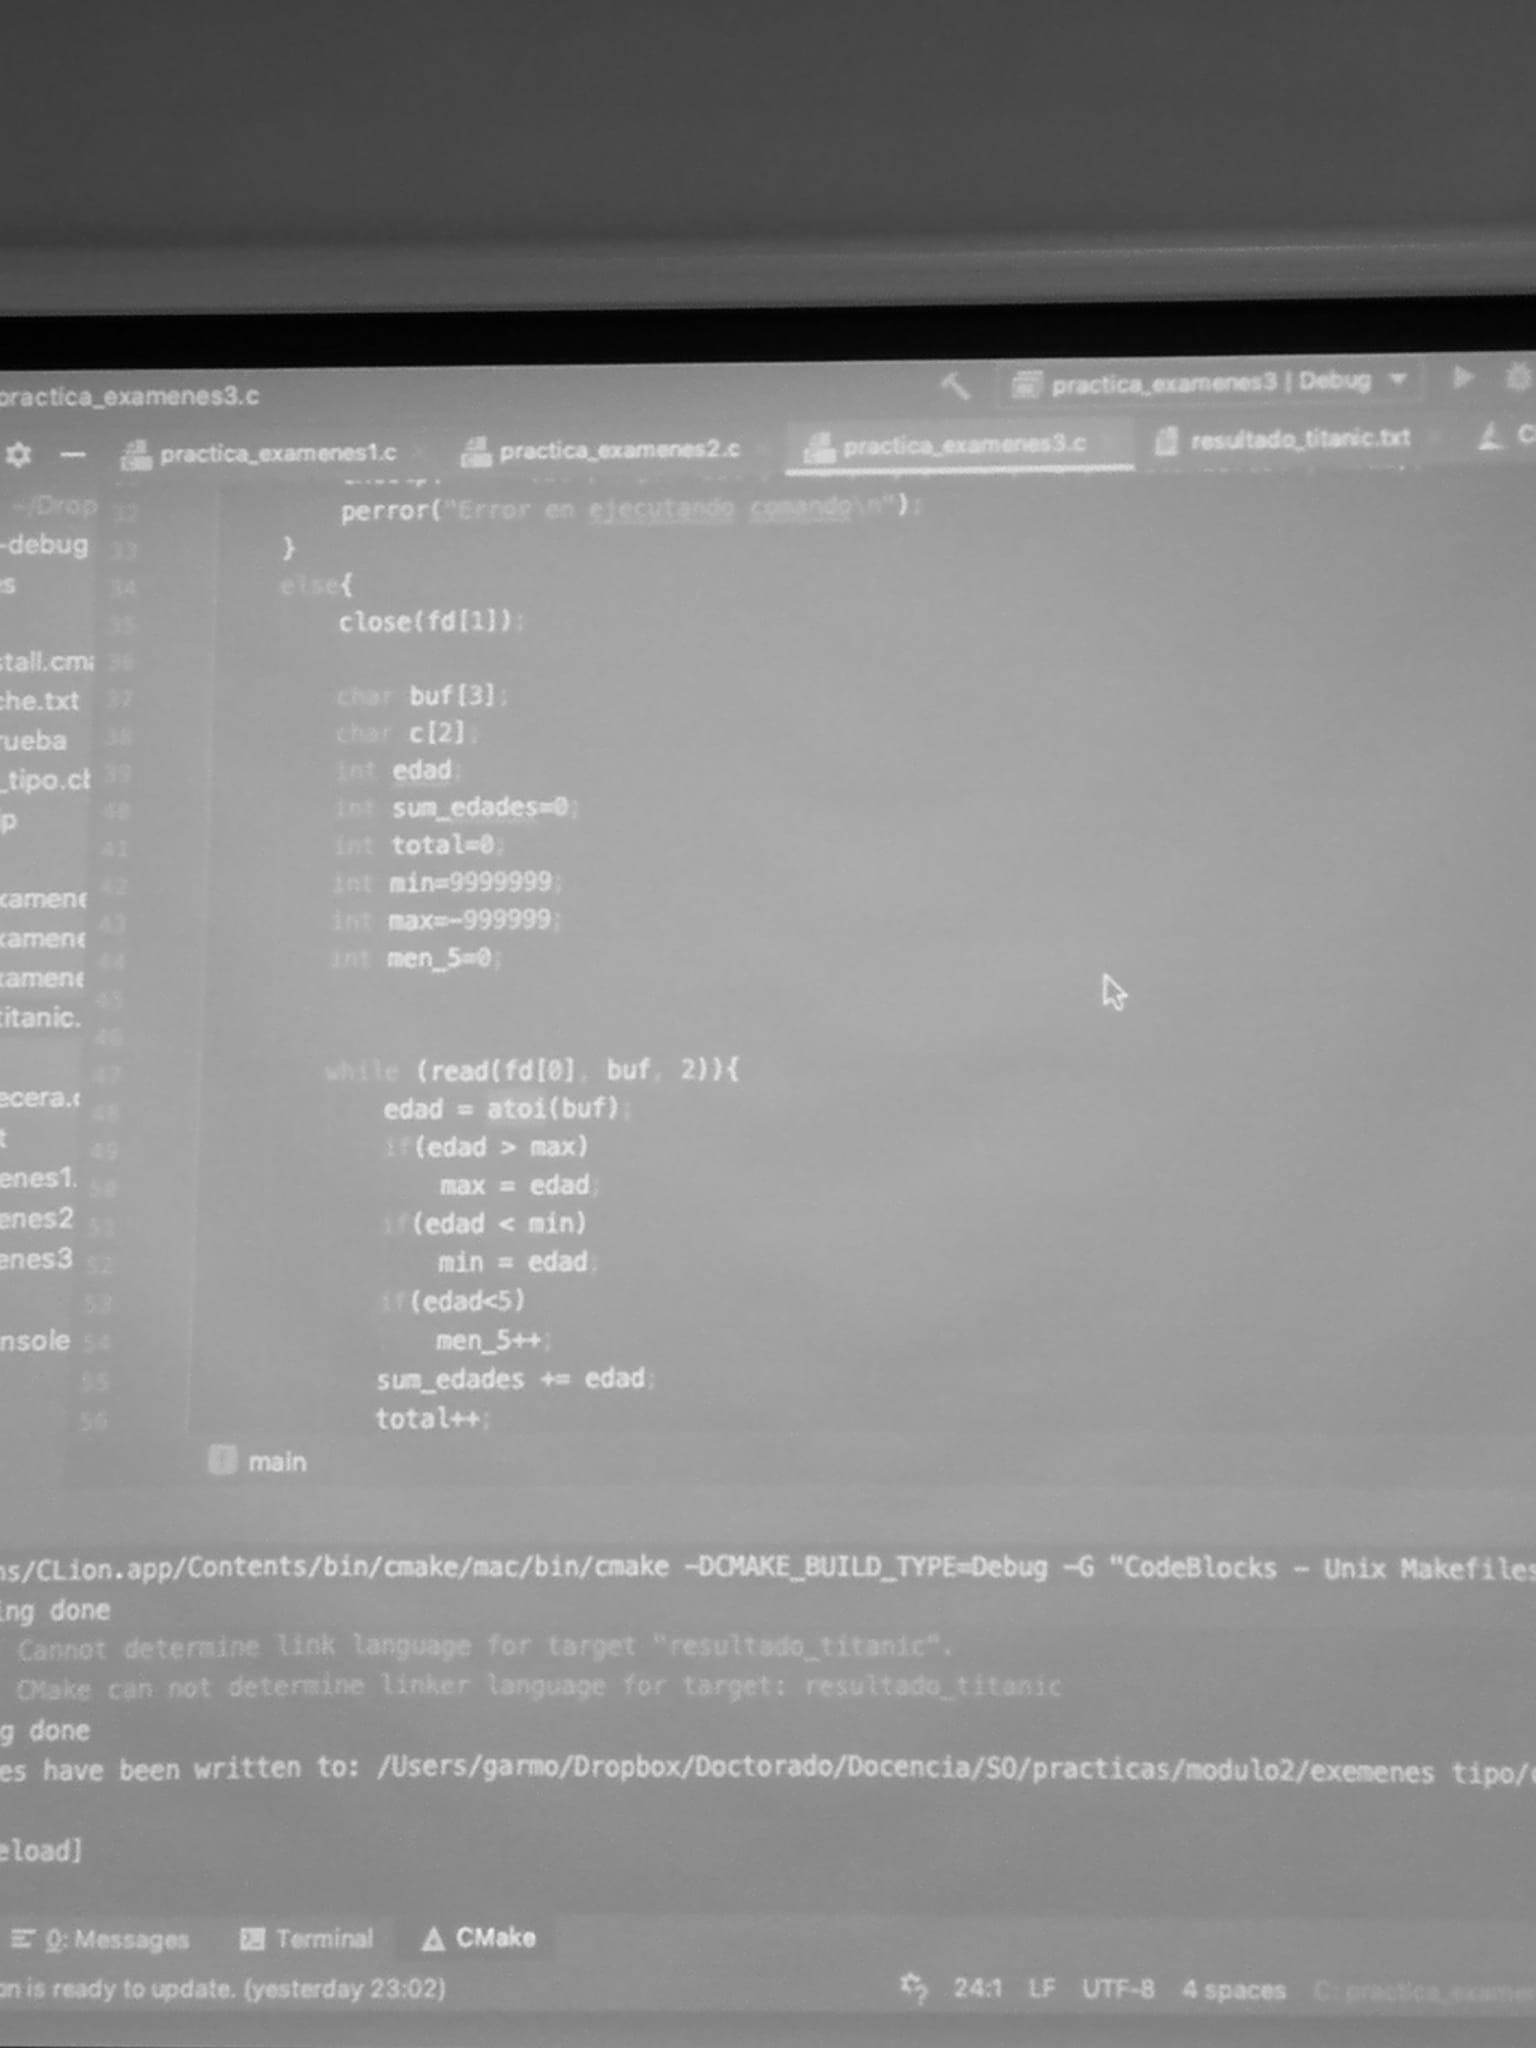 practica_examenes3.c
practica_examenes3 | Debug
practica_examenes1.c
practica_examenes2.c
practica_examenes3.c
resultado_titanic.txt
C
~/Drop
-debug
s
stall.cma
che.txt
rueba
_tipo.cb
ip
xamene
xamene
xamene
titanic.
ecera.c
t
enes1.
enes2
enes3
nsole
32 perror("Error en ejecutando comando\n");
33 }
34 else{
35 close(fd[1]);
36
37 char buf[3];
38 char c[2];
39 int edad;
40 int sum_edades=0;
41 int total=0;
42 int min=9999999;
43 int max=-999999;
44 int men_5=0;
45
46
47 while (read(fd[0], buf, 2)){
48 edad = atoi(buf);
49 if(edad > max)
50 max = edad;
51 if(edad < min)
52 min = edad;
53 if(edad<5)
54 men_5++;
55 sum_edades += edad;
56 total++;
main
ns/CLion.app/Contents/bin/cmake/mac/bin/cmake -DCMAKE_BUILD_TYPE=Debug -G "CodeBlocks - Unix Makefiles
ing done
Cannot determine link language for target "resultado_titanic".
CMake can not determine linker language for target: resultado_titanic
g done
es have been written to: /Users/garmo/Dropbox/Doctorado/Docencia/SO/practicas/modulo2/exemenes tipo/
eload]
0: Messages
Terminal
CMake
on is ready to update. (yesterday 23:02)
24:1 LF UTF-8 4 spaces C: practica_examen